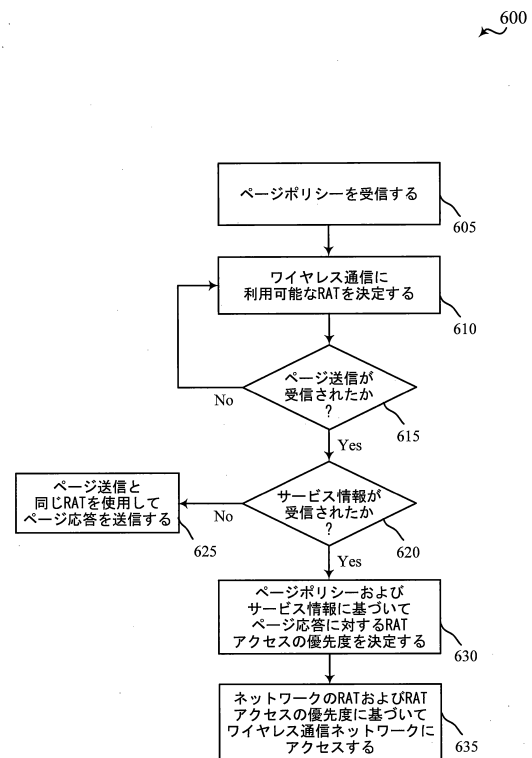 600
ページポリシーを受信する
605
ワイヤレス通信に
利用可能なRATを決定する
610
ページ送信が
受信されたか
?
No
615
Yes
サービス情報が
受信されたか
?
No
620
Yes
ページ送信と
同じRATを使用して
ページ応答を送信する
625
ページポリシーおよび
サービス情報に基づいて
ページ応答に対するRAT
アクセスの優先度を決定する
630
ネットワークのRATおよびRAT
アクセスの優先度に基づいて
ワイヤレス通信ネットワークに
アクセスする
635